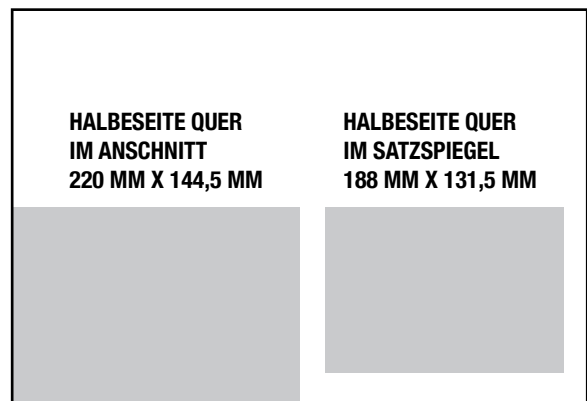 HALBESEITE QUER
IM ANSCHNITT
220 MM X 144,5 MM
HALBESEITE QUER
IM SATZSPIEGEL
188 MM X 131,5 MM